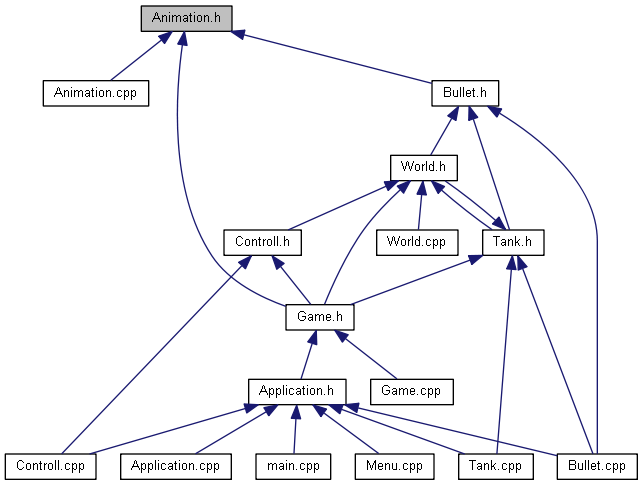 Animation.h
Animation.cpp
Bullet.h
World.h
Controll.h
World.cpp
Tank.h
Game.h
Application.h
Game.cpp
Controll.cpp
Application.cpp
main.cpp
Menu.cpp
Tank.cpp
Bullet.cpp